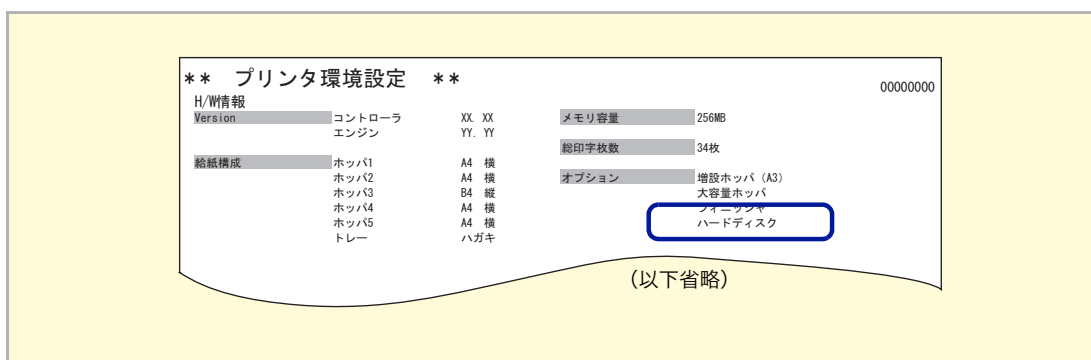 ** プリンタ環境設定 **
00000000
H/W情報
Version コントローラ XX. XX
エンジン YY. YY
給紙構成 ホッパ1 A4 横
ホッパ2 A4 横
ホッパ3 B4 縦
ホッパ4 A4 横
ホッパ5 A4 横
トレー ハガキ
メモリ容量 256MB
総印字枚数 34枚
オプション 増設ホッパ(A3)
大容量ホッパ
フィニッシャ
ハードディスク
(以下省略)